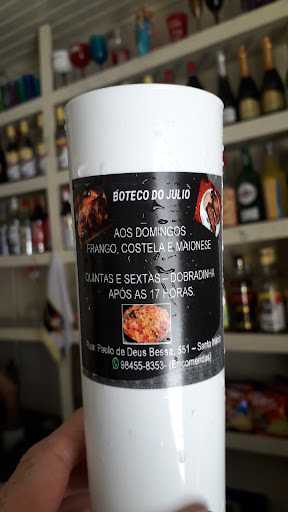 BOTECO DO JULIO
AOS DOMINGOS
FRANGO, COSTELA E MAIONESE
QUINTAS E SEXTAS – DOBRADINHA
APÓS AS 17 HORAS.
Rua: Paulo de Deus Bessa, 551 – Santa
98455-8353- (Encomendas)